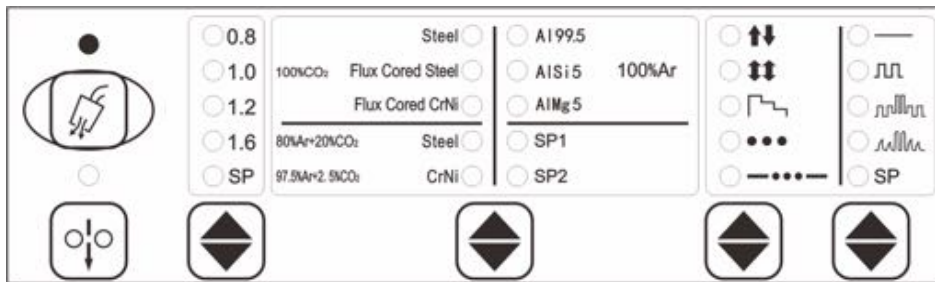 0.8
1.0
1.2
1.6
SP
Steel
100%CO₂ Flux Cored Steel
Flux Cored CrNi
80%Ar+20%CO₂ Steel
97.5%Ar+2.5%CO₂ CrNi
Al99.5
AlSi5 100%Ar
AlMg5
SP1
SP2
SP